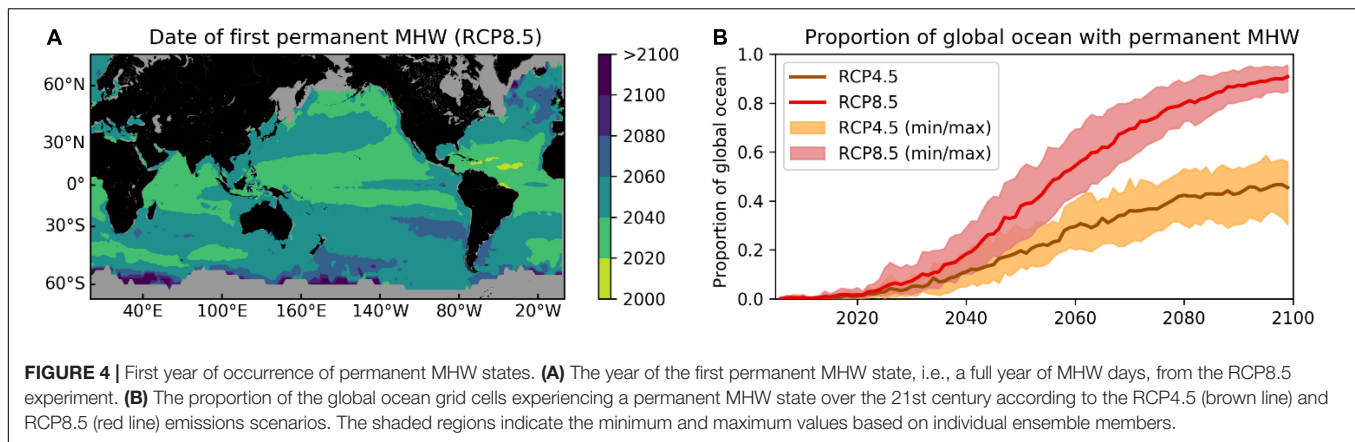 A
Date of first permanent MHW (RCP8.5)
60°N
30°N
0°
30°S
60°S
40°E
80°E
120°E
160°E
140°W
80°W
20°W
>2100
2100
2080
2060
2040
2020
2000
B
Proportion of global ocean with permanent MHW
Proportion of global ocean
1.0
0.8
0.6
0.4
0.2
0.0
RCP4.5
RCP8.5
RCP4.5 (min/max)
RCP8.5 (min/max)
2020
2040
2060
2080
2100
FIGURE 4 | First year of occurrence of permanent MHW states. (A) The year of the first permanent MHW state, i.e., a full year of MHW days, from the RCP8.5
experiment. (B) The proportion of the global ocean grid cells experiencing a permanent MHW state over the 21st century according to the RCP4.5 (brown line) and
RCP8.5 (red line) emissions scenarios. The shaded regions indicate the minimum and maximum values based on individual ensemble members.